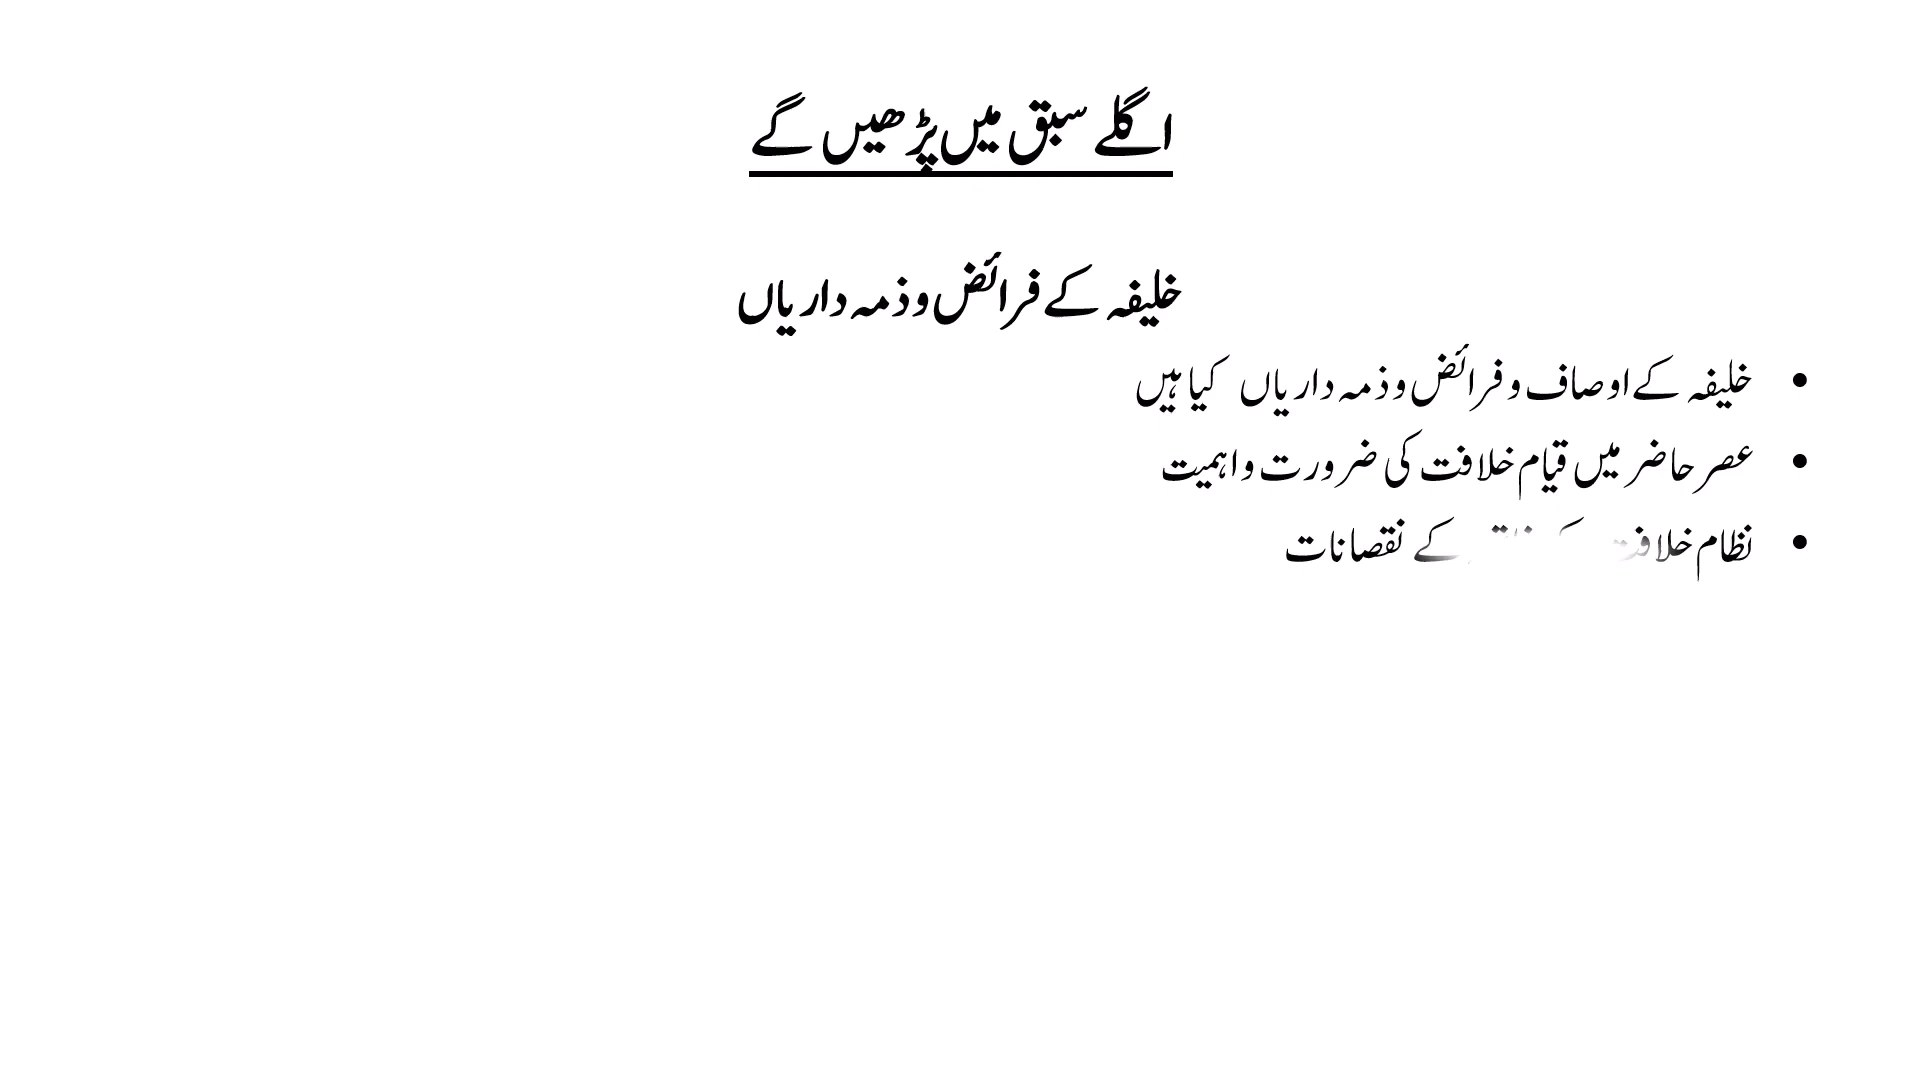 اگلے سبق میں پڑھیں گے
خلیفہ کے فرائض و ذمہ داریاں
خلیفہ کے اوصاف و فرائض و ذمہ داریاں کیا ہیں
عصر حاضر میں قیام خلافت کی ضرورت و اہمیت
نظام خلافت کے نقصانات